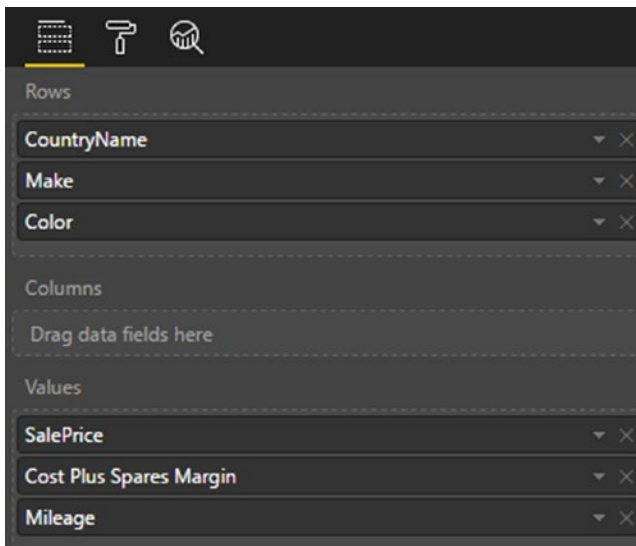 Rows
CountryName
Make
Color
Columns
Drag data fields here
Values
SalePrice
Cost Plus Spares Margin
Mileage